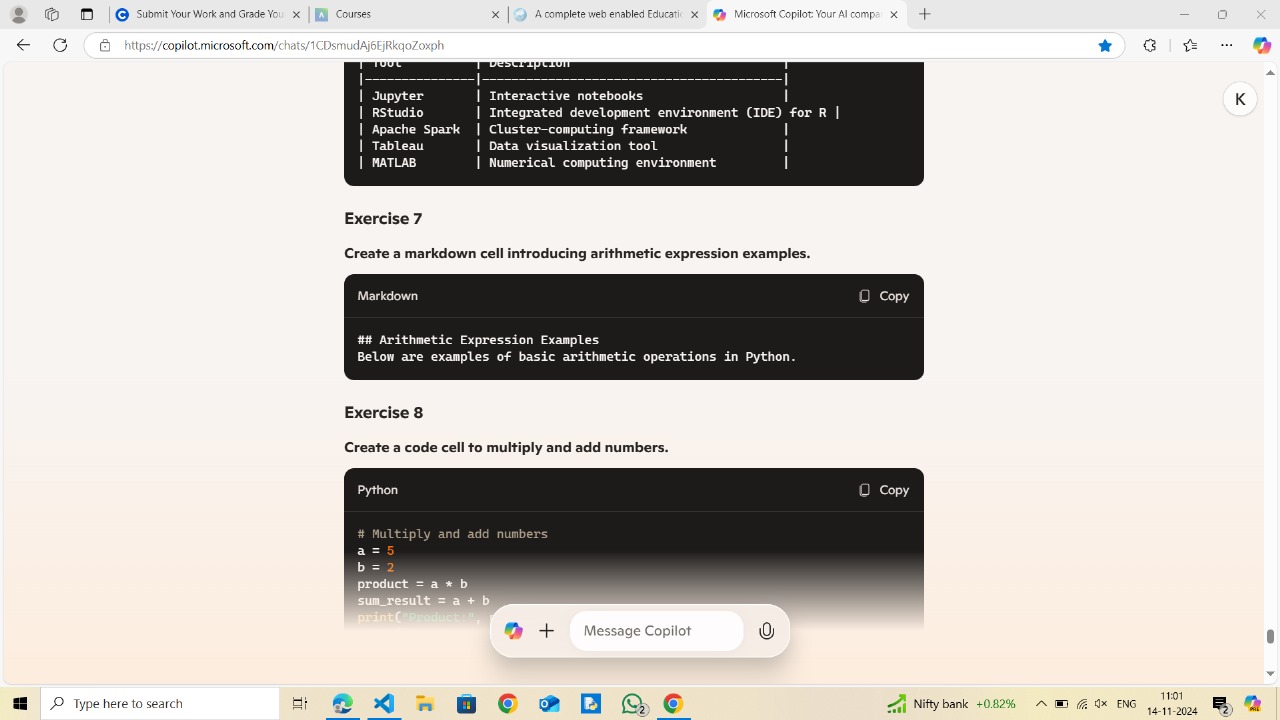 Submit your Work and Grade You
Courses
Microsoft Cloud for Educatic
Microsoft Copilot: Your AI compa
https://copilot.microsoft.com/chats/1CDsmudAj6EjRkqoZoxph
K
| Tool | Description |
|---------------|-----------------------------------------|
| Jupyter | Interactive notebooks |
| RStudio | Integrated development environment (IDE) for R |
| Apache Spark | Cluster-computing framework |
| Tableau | Data visualization tool |
| MATLAB | Numerical computing environment |
Exercise 7
Create a markdown cell introducing arithmetic expression examples.
Markdown Copy
## Arithmetic Expression Examples
Below are examples of basic arithmetic operations in Python.
Exercise 8
Create a code cell to multiply and add numbers.
Python Copy
# Multiply and add numbers
a = 5
b = 2
product = a * b
sum_result = a + b
print("Product:",
Message Copilot
Type here to search
2
Nifty bank +0.82%
ENG
11:01
14-11-2024
2